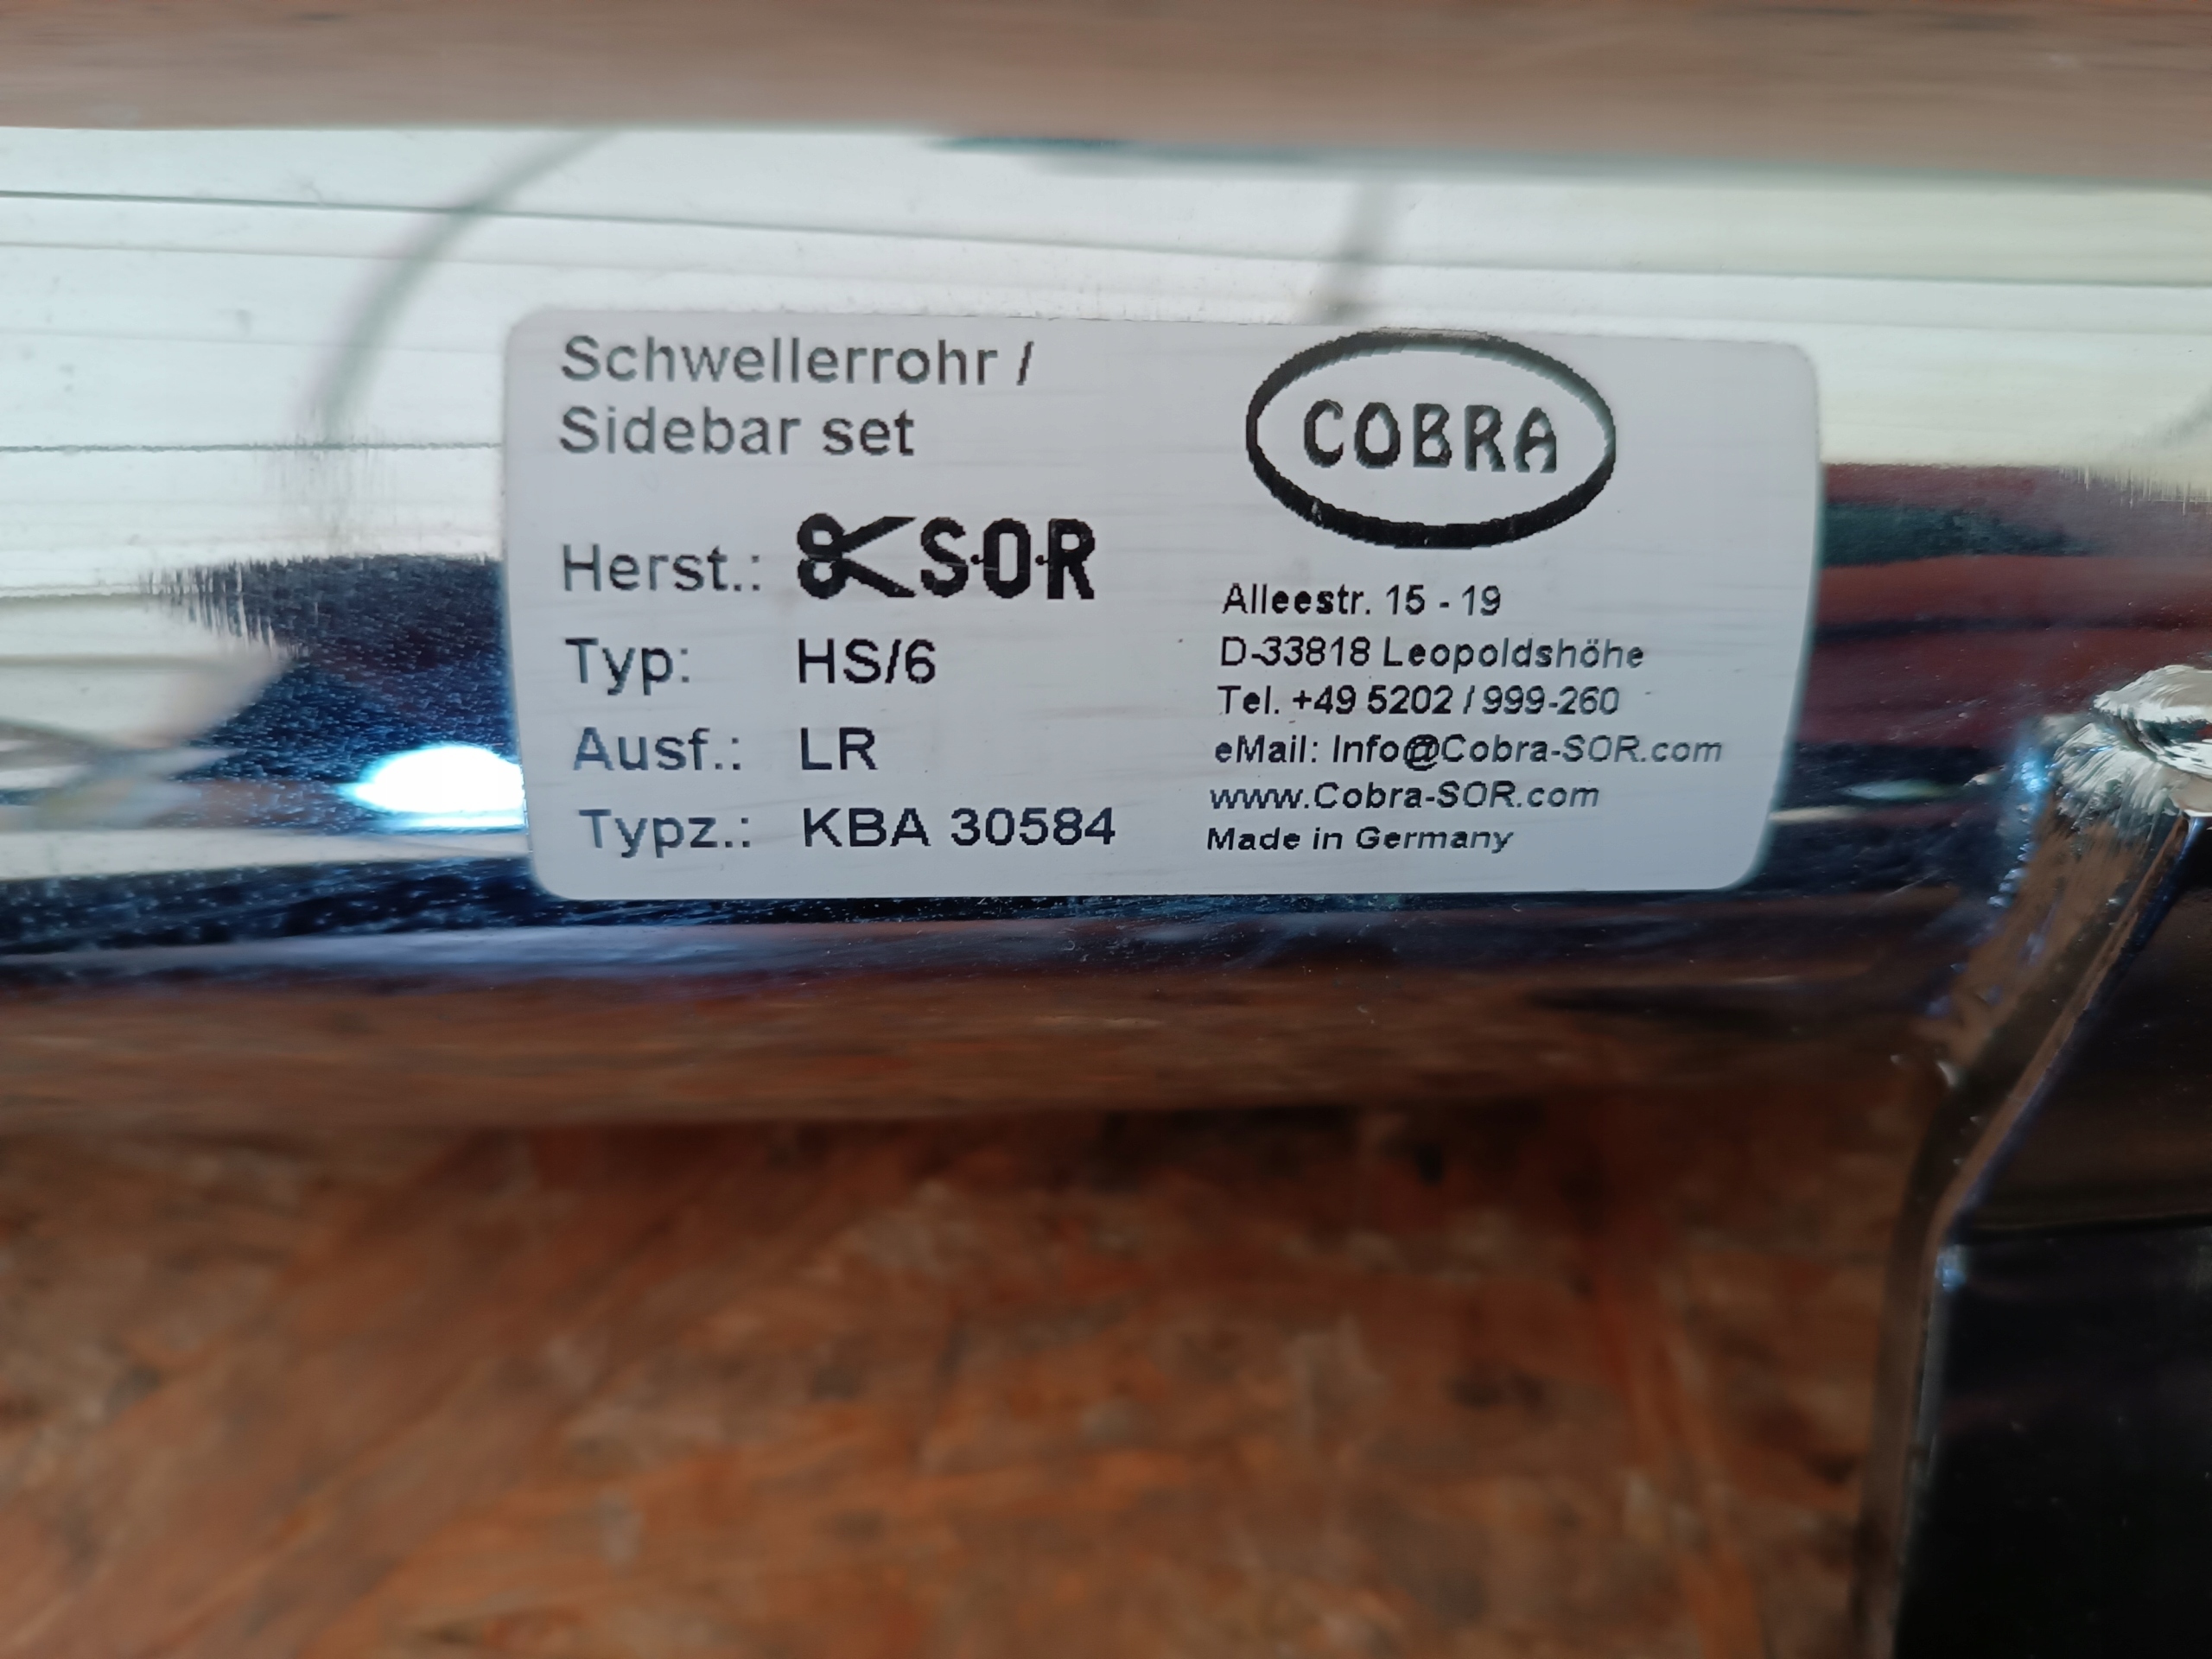 Schwellerrohr /
Sidebar set
Herst.: S·O·R
Typ: HS/6
Ausf.: LR
Typz.: KBA 30584
COBRA
Alleestr. 15 - 19
D-33818 Leopoldshöhe
Tel. +49 5202 / 999-260
eMail: Info@Cobra-SOR.com
www.Cobra-SOR.com
Made in Germany